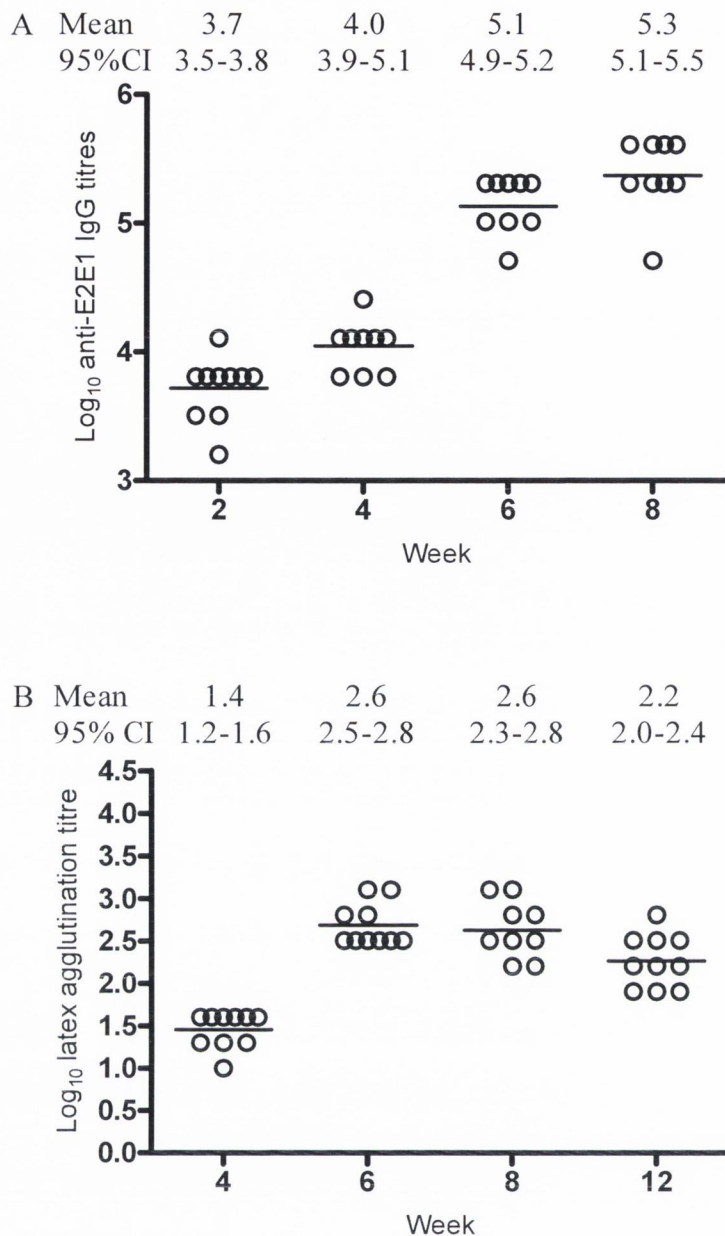 A Mean 3.7 4.0 5.1 5.3
95%CI 3.5-3.8 3.9-5.1 4.9-5.2 5.1-5.5
Log10 anti-E2E1 IgG titres
6
5
4
3
2 4 6 8
Week
B Mean 1.4 2.6 2.6 2.2
95% CI 1.2-1.6 2.5-2.8 2.3-2.8 2.0-2.4
Log10 latex agglutination titre
4.5
4.0
3.5
3.0
2.5
2.0
1.5
1.0
0.5
0.0
4 6 8 12
Week